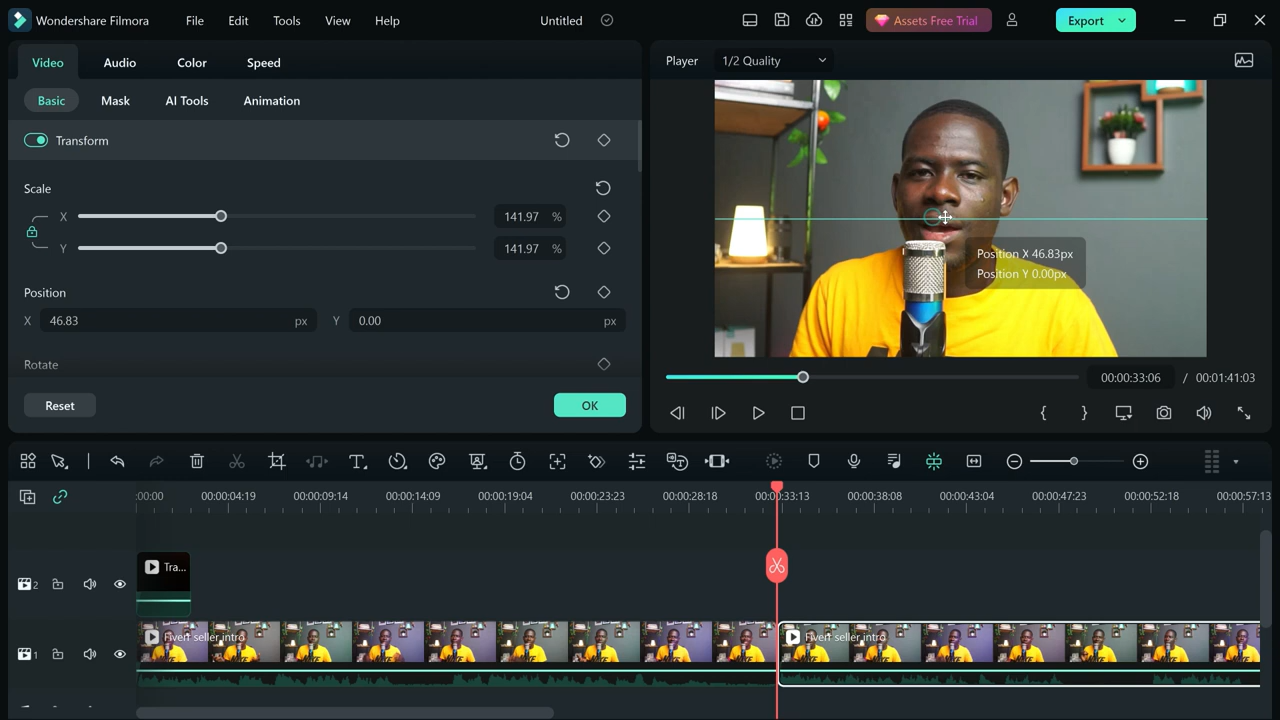 Wondershare Filmora File Edit Tools View Help Untitled Assets Free Trial Export
Video Audio Color Speed
Player 1/2 Quality
Basic Mask AI Tools Animation
Transform
Scale
X 141.97 %
Y 141.97 %
Position X 46.83px
Position Y 0.00px
Position
X 46.83 px Y 0.00 px
Rotate
00:00:33:06 / 00:01:41:03
Reset OK
:00:00 00:00:04:19 00:00:09:14 00:00:14:09 00:00:19:04 00:00:23:23 00:00:28:18 00:00:33:13 00:00:38:08 00:00:43:04 00:00:47:23 00:00:52:18 00:00:57:13
Tra...
2
Fiverr seller intro Fiverr seller intro
1